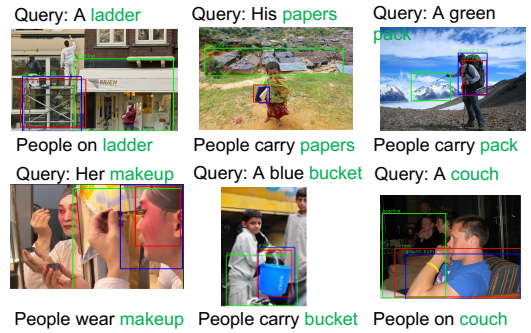 Query: A ladder
Query: His papers
Query: A green
pack
People on ladder
People carry papers
People carry pack
Query: Her makeup
Query: A blue bucket
Query: A couch
baseline
People wear makeup
People carry bucket
People on couch